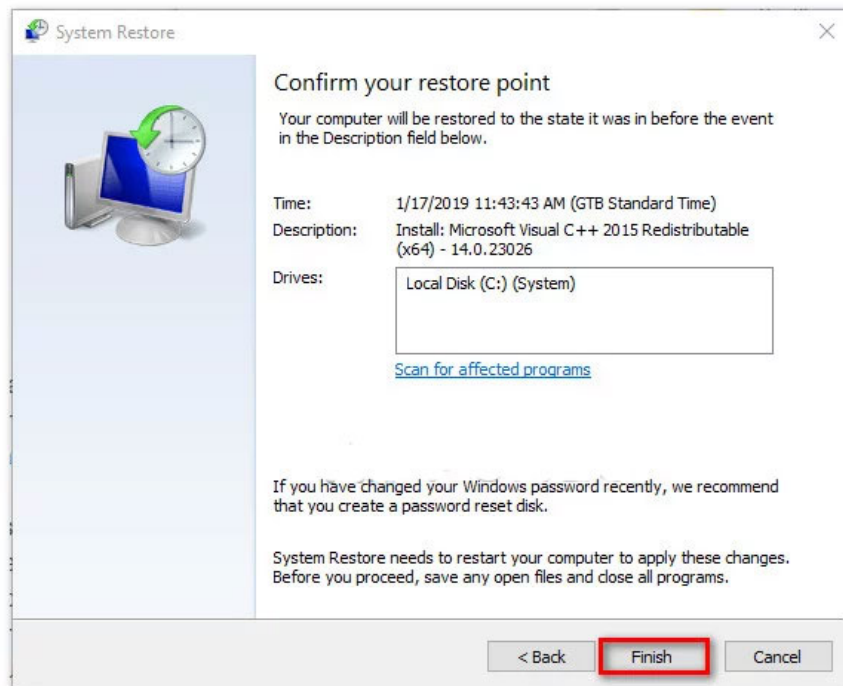 System Restore
Confirm your restore point
Your computer will be restored to the state it was in before the event
in the Description field below.
Time: 1/17/2019 11:43:43 AM (GTB Standard Time)
Description: Install: Microsoft Visual C++ 2015 Redistributable
(x64) - 14.0.23026
Drives: Local Disk (C:) (System)
Scan for affected programs
If you have changed your Windows password recently, we recommend
that you create a password reset disk.
System Restore needs to restart your computer to apply these changes.
Before you proceed, save any open files and close all programs.
< Back Finish Cancel